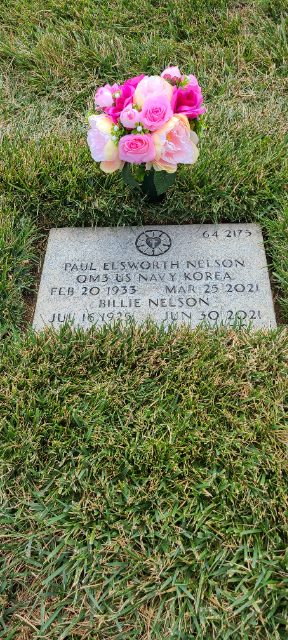 64 2175
PAUL ELSWORTH NELSON
QM3 US NAVY KOREA
FEB 20 1933 MAR 25 2021
BILLIE NELSON
JUL 16 JUN 30 2021